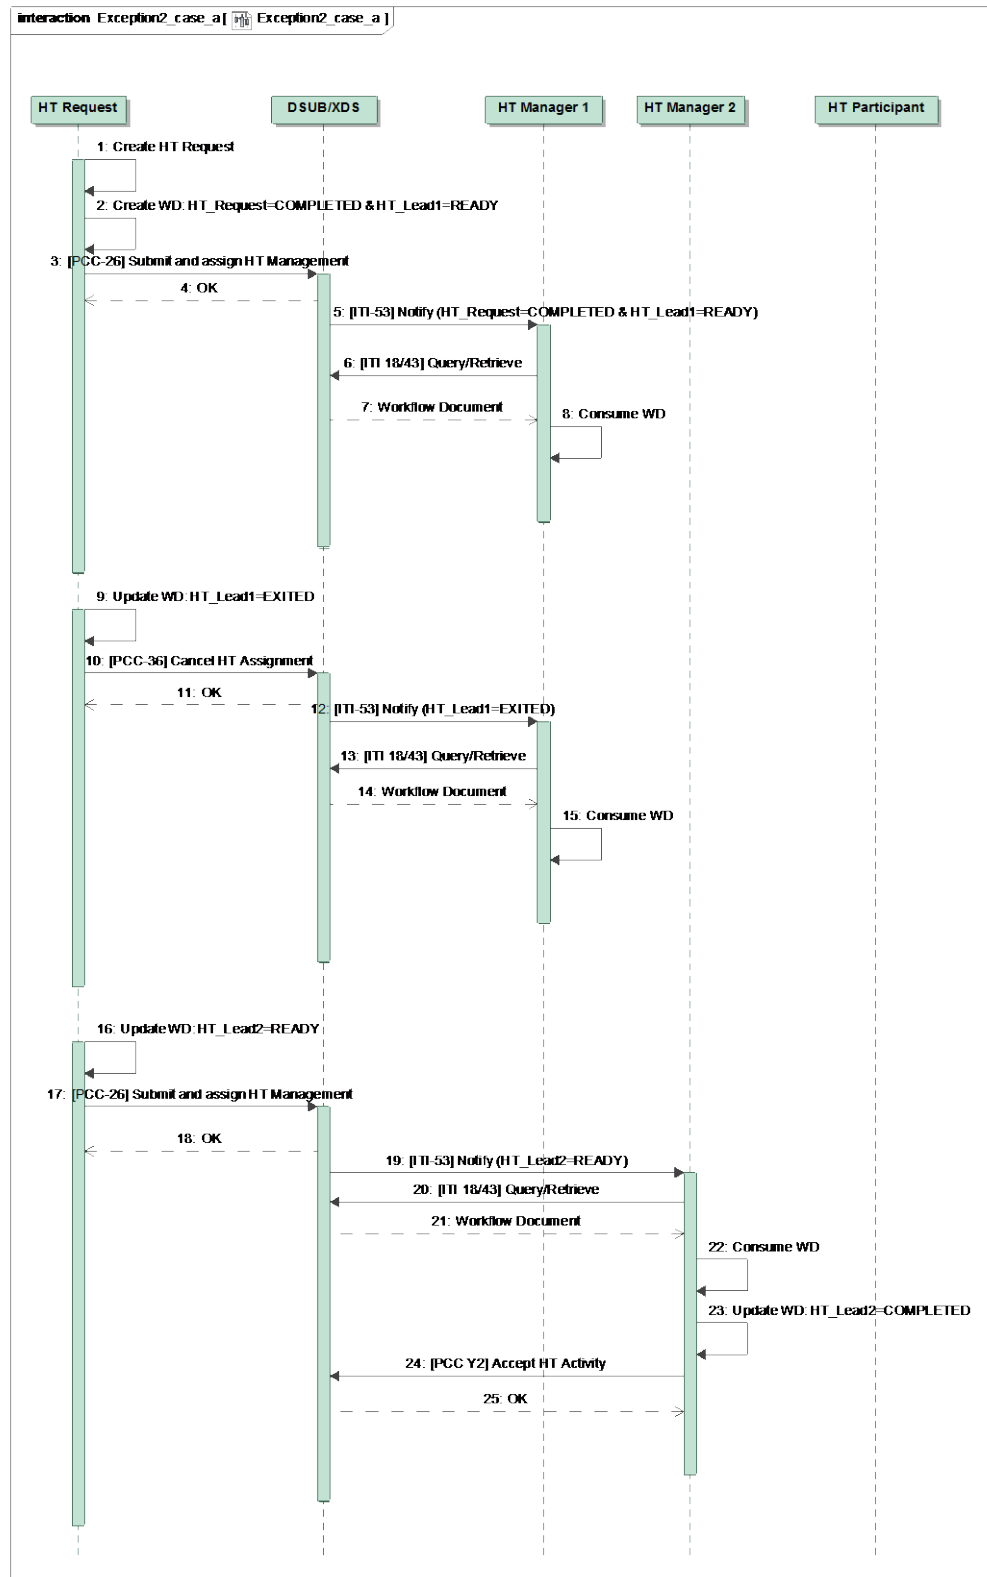 interaction Exception2_case_a [ Exception2_case_a ]
HT Request
DSUB/XDS
HT Manager 1
HT Manager 2
HT Participant
1: Create HT Request
2: Create WD: HT_Request=COMPLETED & HT_Lead1=READY
3: [PCC-26] Submit and assign HT Management
4: OK
5: [ITI-53] Notify (HT_Request=COMPLETED & HT_Lead1=READY)
6: [ITI 18/43] Query/Retrieve
7: Workflow Document
8: Consume WD
9: Update WD: HT_Lead1=EXITED
10: [PCC-36] Cancel HT Assignment
11: OK
12: [ITI-53] Notify (HT_Lead1=EXITED)
13: [ITI 18/43] Query/Retrieve
14: Workflow Document
15: Consume WD
16: Update WD: HT_Lead2=READY
17: [PCC-26] Submit and assign HT Management
18: OK
19: [ITI-53] Notify (HT_Lead2=READY)
20: [ITI 18/43] Query/Retrieve
21: Workflow Document
22: Consume WD
23: Update WD: HT_Lead2=COMPLETED
24: [PCC Y2] Accept HT Activity
25: OK